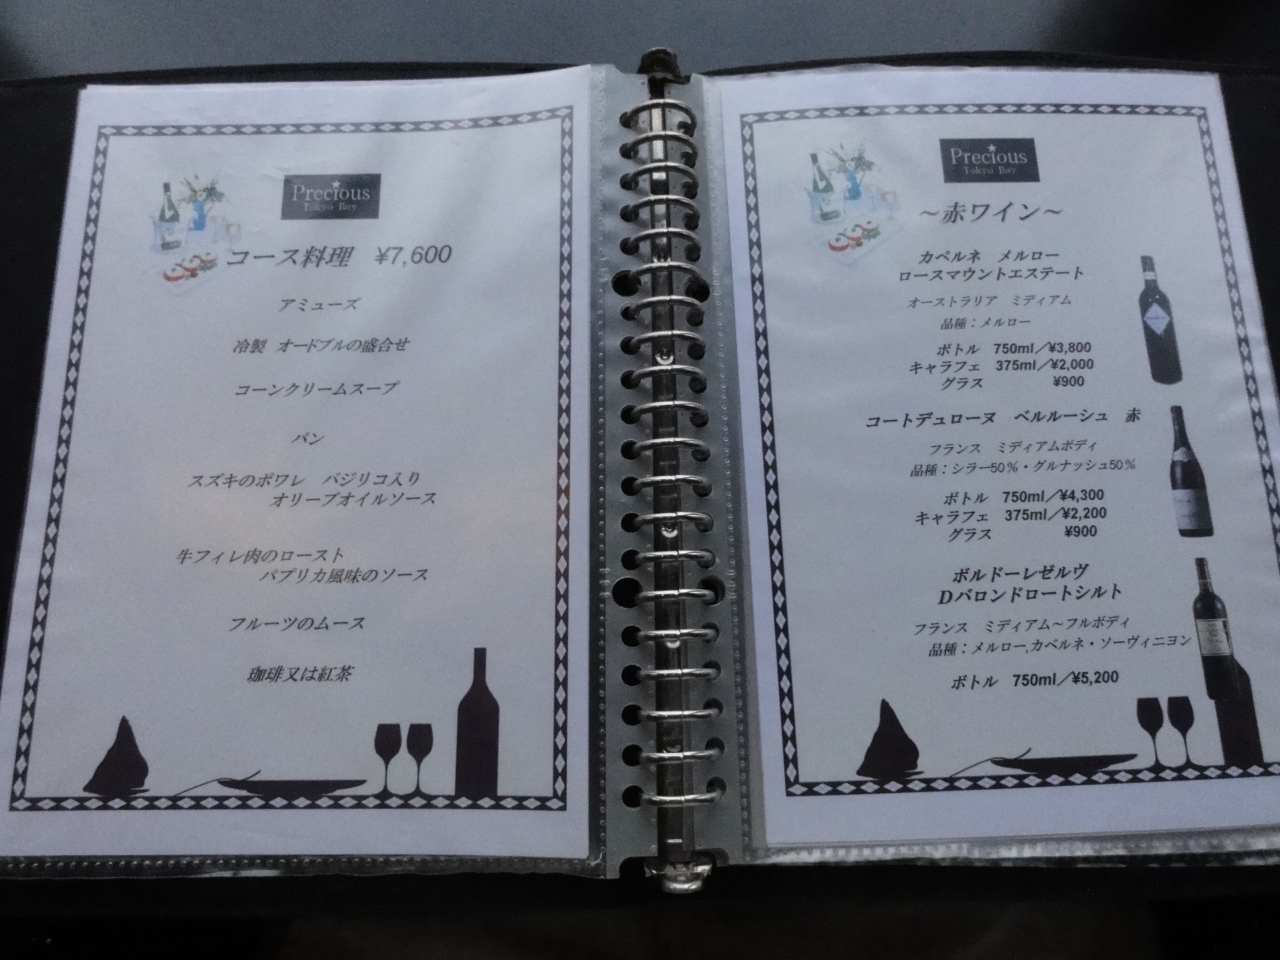 Precious
Tokyo Bay
コース料理 ¥7,600
アミューズ
冷製 オードブルの盛合せ
コーンクリームスープ
パン
スズキのポワレ バジリコ入り
オリーブオイルソース
牛フィレ肉のロースト
パプリカ風味のソース
フルーツのムース
珈琲又は紅茶
Precious
Tokyo Bay
～赤ワイン～
カベルネ メルロー
ロースマウントエステート
オーストラリア ミディアム
品種：メルロー
ボトル 750ml／¥3,800
キャラフェ 375ml／¥2,000
グラス ¥900
コートデュローヌ ベルルーシュ 赤
フランス ミディアムボディ
品種：シラー50％・グルナッシュ50％
ボトル 750ml／¥4,300
キャラフェ 375ml／¥2,200
グラス ¥900
ボルドーレゼルヴ
Dバロンドロートシルト
フランス ミディアム～フルボディ
品種：メルロー,カベルネ・ソーヴィニヨン
ボトル 750ml／¥5,200